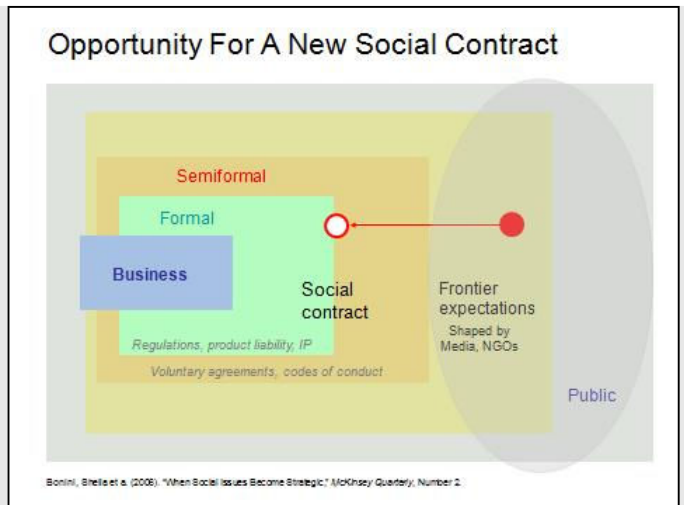 Opportunity For A New Social Contract
Semiformal
Formal
Business
Social
contract
Frontier
expectations
Shaped by
Media, NGOs
Regulations, product liability, IP
Voluntary agreements, codes of conduct
Public
Bonini, Sheila et a. (2006). "When Social Issues Become Strategic," McKinsey Quarterly, Number 2.